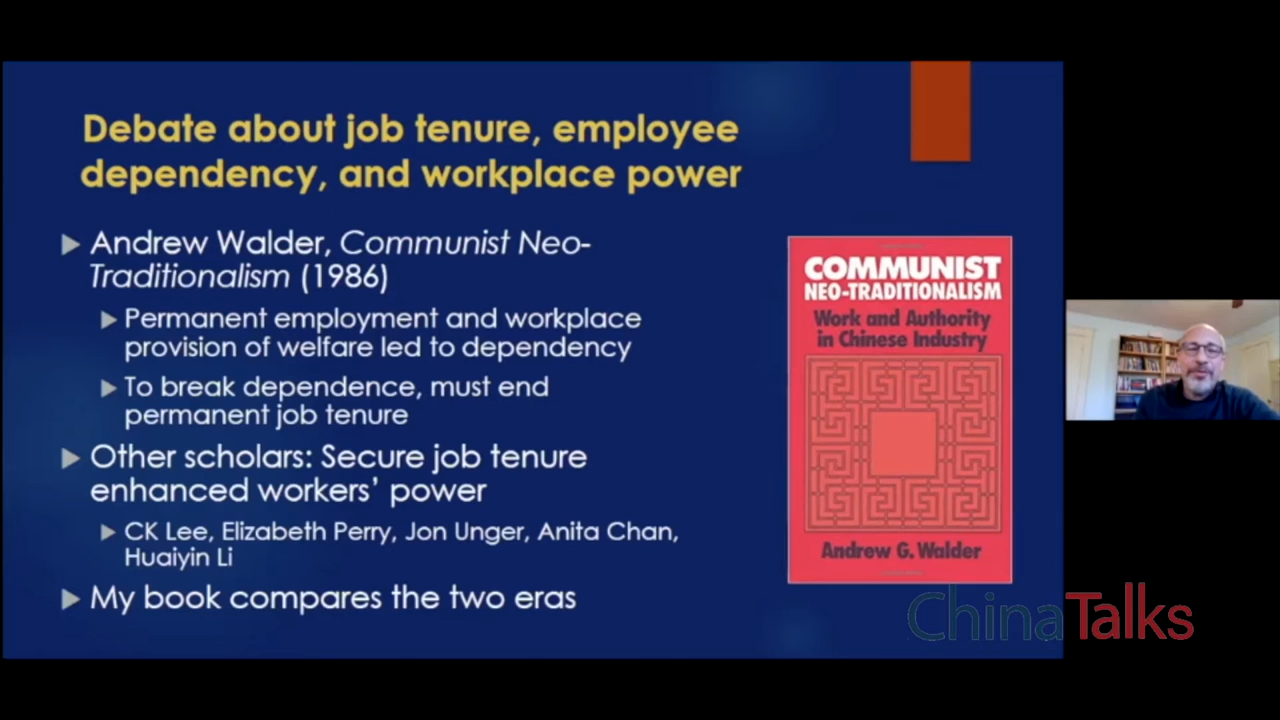 Debate about job tenure, employee
dependency, and workplace power
Andrew Walder, Communist Neo-
Traditionalism (1986)
Permanent employment and workplace
provision of welfare led to dependency
To break dependence, must end
permanent job tenure
Other scholars: Secure job tenure
enhanced workers' power
CK Lee, Elizabeth Perry, Jon Unger, Anita Chan,
Huaiyin Li
My book compares the two eras
COMMUNIST
NEO-TRADITIONALISM
Work and Authority
in Chinese Industry
Andrew G. Walder
ChinaTalks